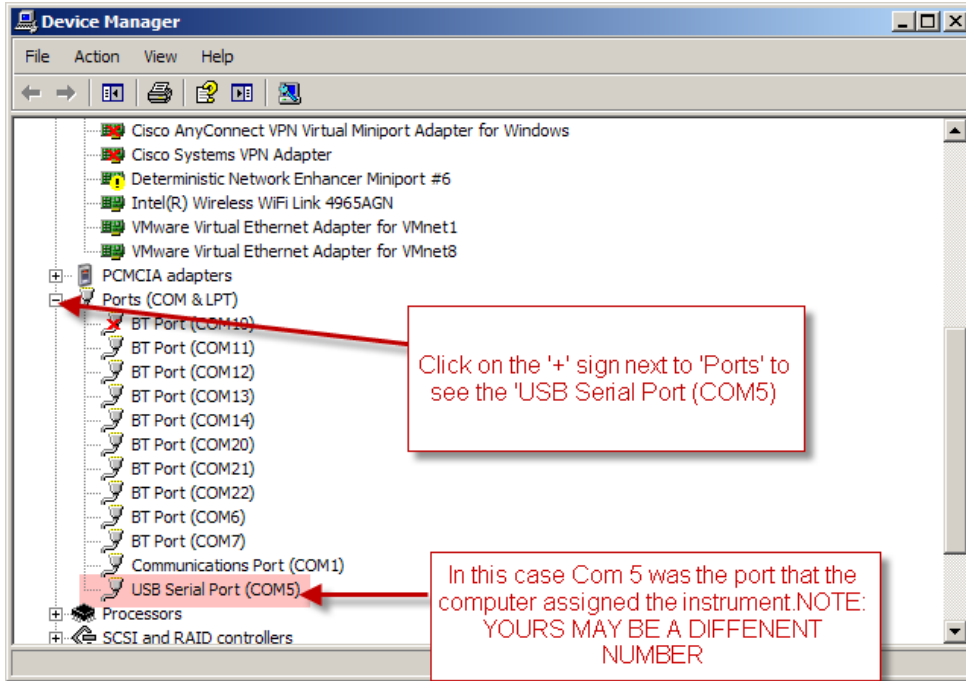 Device Manager
File Action View Help
Cisco AnyConnect VPN Virtual Miniport Adapter for Windows
Cisco Systems VPN Adapter
Deterministic Network Enhancer Miniport #6
Intel(R) Wireless WiFi Link 4965AGN
VMware Virtual Ethernet Adapter for VMnet1
VMware Virtual Ethernet Adapter for VMnet8
PCMCIA adapters
Ports (COM & LPT)
BT Port (COM10)
BT Port (COM11)
BT Port (COM12)
BT Port (COM13)
BT Port (COM14)
BT Port (COM20)
BT Port (COM21)
BT Port (COM22)
BT Port (COM6)
BT Port (COM7)
Communications Port (COM1)
USB Serial Port (COM5)
Processors
SCSI and RAID controllers
Click on the '+' sign next to 'Ports' to
see the 'USB Serial Port (COM5)
In this case Com 5 was the port that the
computer assigned the instrument.NOTE:
YOURS MAY BE A DIFFENENT
NUMBER